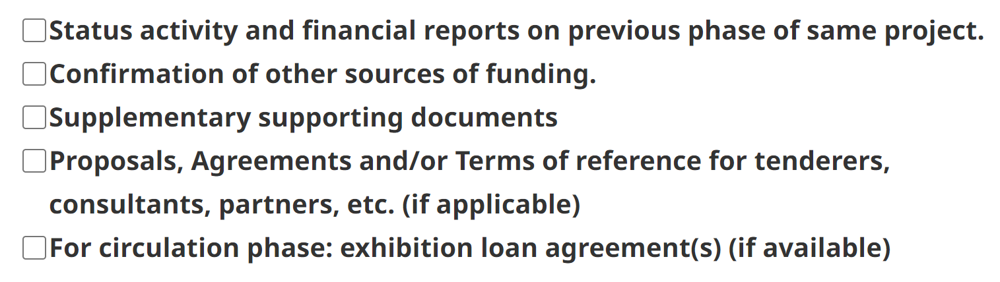 Status activity and financial reports on previous phase of same project.
Confirmation of other sources of funding.
Supplementary supporting documents
Proposals, Agreements and/or Terms of reference for tenderers,
consultants, partners, etc. (if applicable)
For circulation phase: exhibition loan agreement(s) (if available)